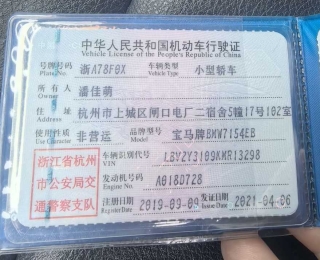 中华人民共和国机动车行驶证
Vehicle License of the People's Republic of China
号牌号码 浙A78F0X 车辆类型 小型轿车
Plate No. Vehicle Type
所有人 潘佳萌
Owner
住址 杭州市上城区闸口电厂二宿舍5幢17号102室
Address
使用性质 非营运 品牌型号 宝马牌BMW7154EB
Use Character Model
浙江省杭州 车辆识别代号
VIN
市公安局交 发动机号码 A018D728
Engine No.
通警察支队 注册日期 2019-09-09 发证日期 2021-04-06
Register Date Issue Date